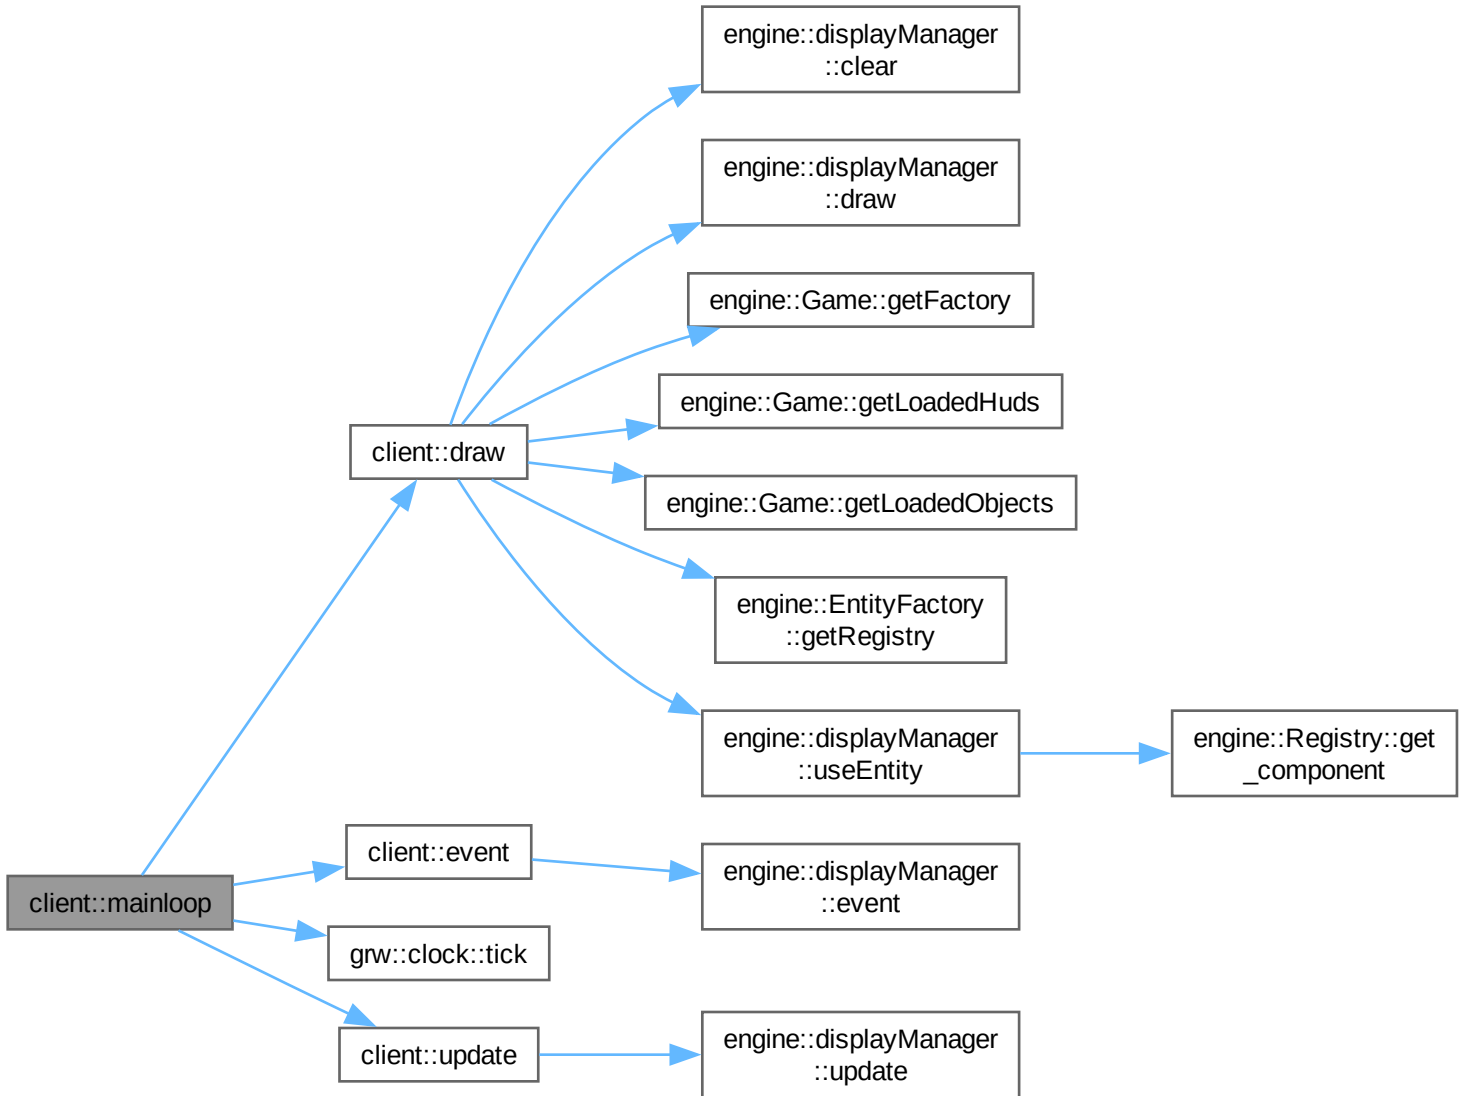 engine::displayManager
::clear
engine::displayManager
::draw
engine::Game::getFactory
engine::Game::getLoadedHuds
client::draw
engine::Game::getLoadedObjects
engine::EntityFactory
::getRegistry
engine::displayManager
::useEntity
engine::Registry::get
_component
client::event
engine::displayManager
::event
client::mainloop
grw::clock::tick
client::update
engine::displayManager
::update